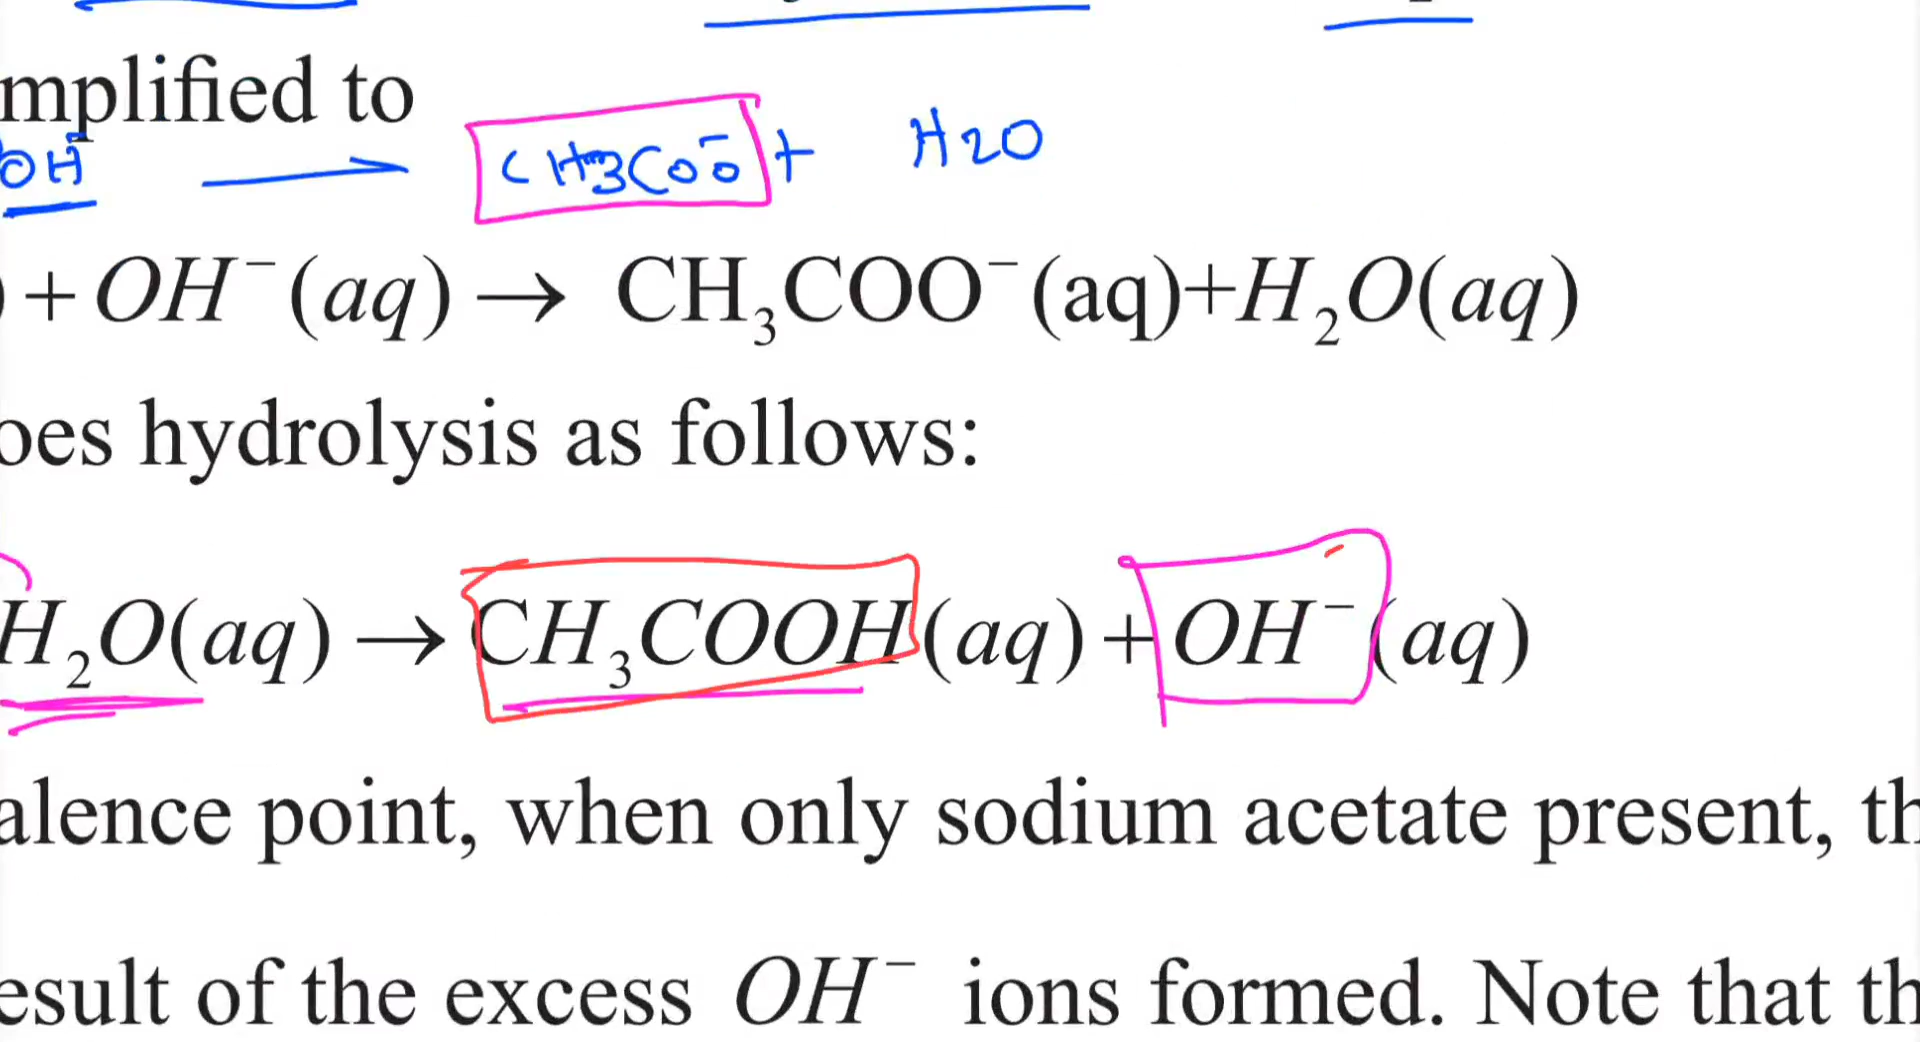 mplified to
OH → CH3COO⁻ + H2O
) + OH⁻(aq) → CH₃COO⁻(aq)+H₂O(aq)
oes hydrolysis as follows:
H₂O(aq) → CH₃COOH(aq) + OH⁻(aq)
alence point, when only sodium acetate present, th
esult of the excess OH⁻ ions formed. Note that th